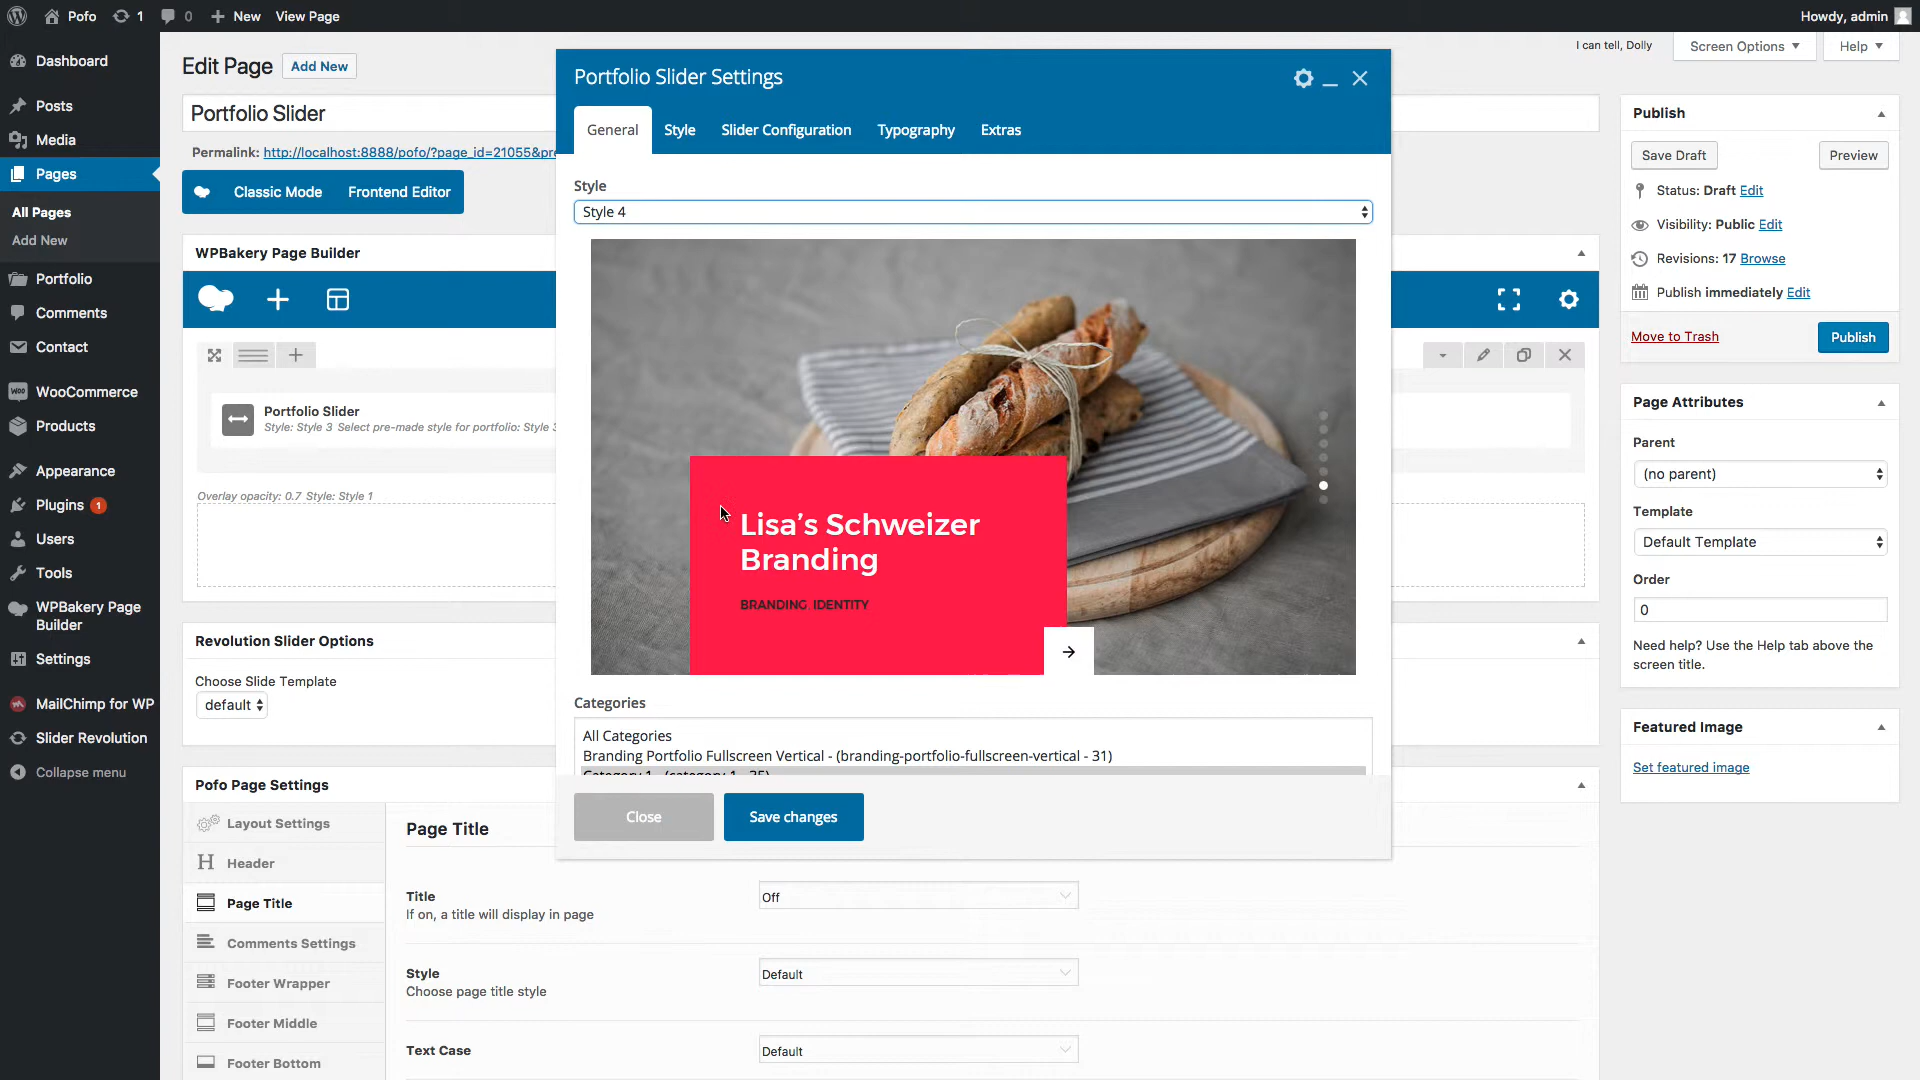 Pofo
1
0
New
View Page
Howdy, admin
Dashboard
Posts
Media
Pages
All Pages
Add New
Portfolio
Comments
Contact
WooCommerce
Products
Appearance
Plugins 1
Users
Tools
WPBakery Page
Builder
Settings
MailChimp for WP
Slider Revolution
Collapse menu
I can tell, Dolly
Screen Options
Help
Edit Page
Add New
Portfolio Slider
Permalink: http://localhost:8888/pofo/?page_id=21055&pre
Classic Mode
Frontend Editor
WPBakery Page Builder
Portfolio Slider
Style: Style 3 Select pre-made style for portfolio: Style 3
Overlay opacity: 0.7 Style: Style 1
Revolution Slider Options
Choose Slide Template
default
Pofo Page Settings
Layout Settings
Header
Page Title
Comments Settings
Footer Wrapper
Footer Middle
Footer Bottom
Page Title
Title
If on, a title will display in page
Off
Style
Choose page title style
Default
Text Case
Default
Portfolio Slider Settings
General
Style
Slider Configuration
Typography
Extras
Style
Style 4
Lisa's Schweizer
Branding
BRANDING, IDENTITY
Categories
All Categories
Branding Portfolio Fullscreen Vertical - (branding-portfolio-fullscreen-vertical - 31)
Category 1 - (category-1 - 35)
Close
Save changes
Publish
Save Draft
Preview
Status: Draft Edit
Visibility: Public Edit
Revisions: 17 Browse
Publish immediately Edit
Move to Trash
Publish
Page Attributes
Parent
(no parent)
Template
Default Template
Order
0
Need help? Use the Help tab above the
screen title.
Featured Image
Set featured image